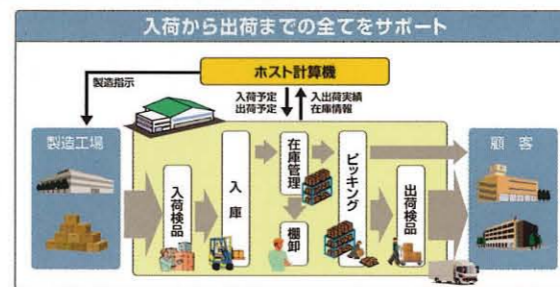 入荷から出荷までの全てをサポート
ホスト計算機
製造指示
入荷予定
出荷予定
入出荷実績
在庫情報
製造工場
入荷検品
入庫
在庫管理
棚卸
ピッキング
出荷検品
顧客